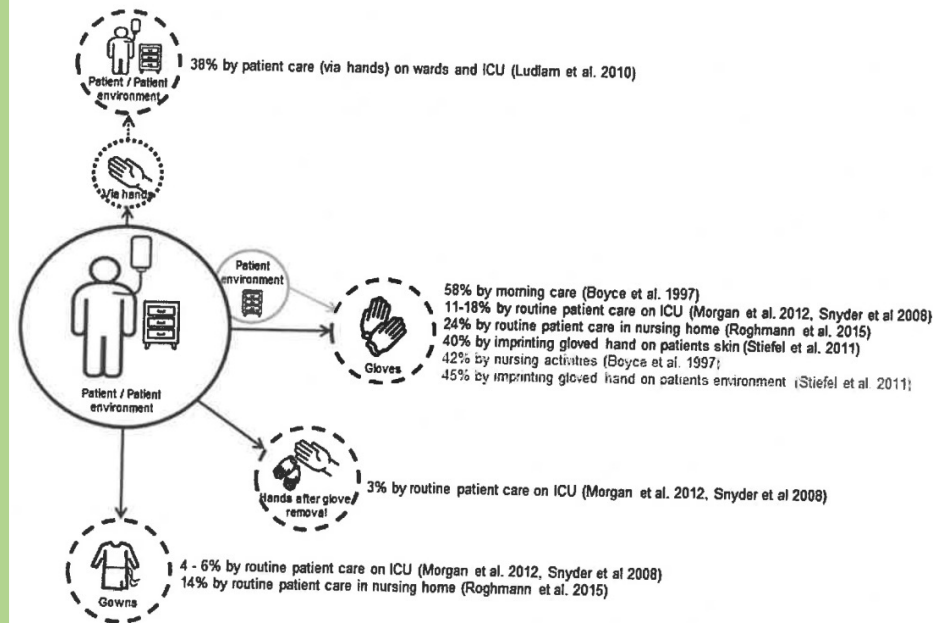 Patient / Patient
environment
38% by patient care (via hands) on wards and ICU (Ludlam et al. 2010)
Via hands
Patient
environment
Patient / Patient
environment
Gloves
58% by morning care (Boyce et al. 1997)
11-18% by routine patient care on ICU (Morgan et al. 2012, Snyder et al 2008)
24% by routine patient care in nursing home (Roghmann et al. 2015)
40% by imprinting gloved hand on patients skin (Stiefel et al. 2011)
42% by nursing activities (Boyce et al. 1997)
45% by imprinting gloved hand on patients environment (Stiefel et al. 2011)
Hands after glove
removal
3% by routine patient care on ICU (Morgan et al. 2012, Snyder et al 2008)
Gowns
4 - 6% by routine patient care on ICU (Morgan et al. 2012, Snyder et al 2008)
14% by routine patient care in nursing home (Roghmann et al. 2015)